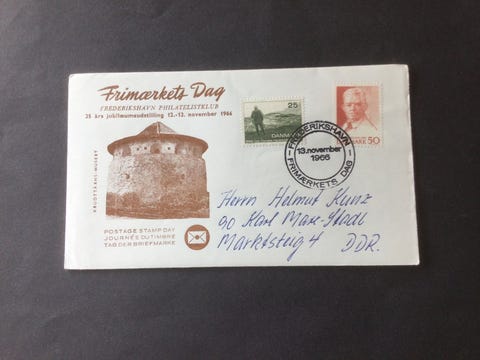 Frimærkets Dag
FREDERIKSHAVN PHILATELISTKLUB
25 års jubilæumsudstilling 12.-13. november 1966
KRUDTTÅRNS-MUSEET
POSTAGE STAMP DAY
JOURNÉE DU TIMBRE
TAG DER BRIEFMARKE
25
DANMARK
50
FREDERIKSHAVN
13. november
1966
FRIMÆRKETS DAG
Herrn Helmut Kunz
90 Karl Marx-Stadt
Marktsteig 4 DDR.